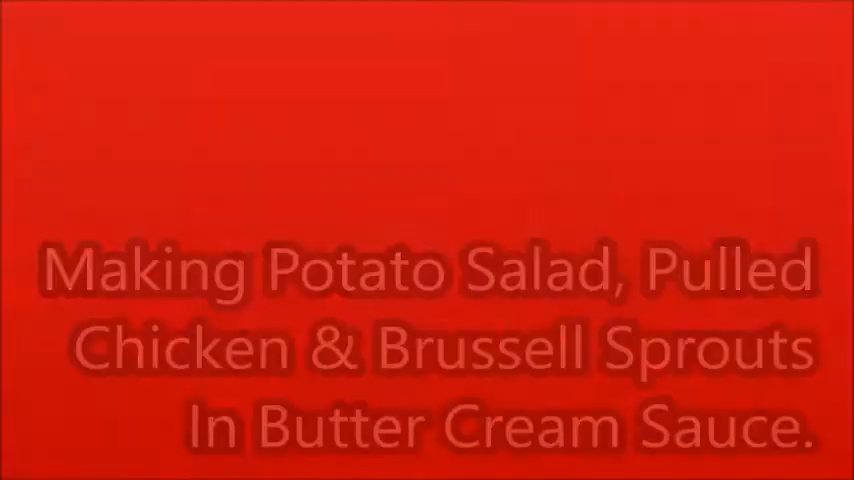 Making Potato Salad, Pulled
Chicken & Brussell Sprouts
In Butter Cream Sauce.